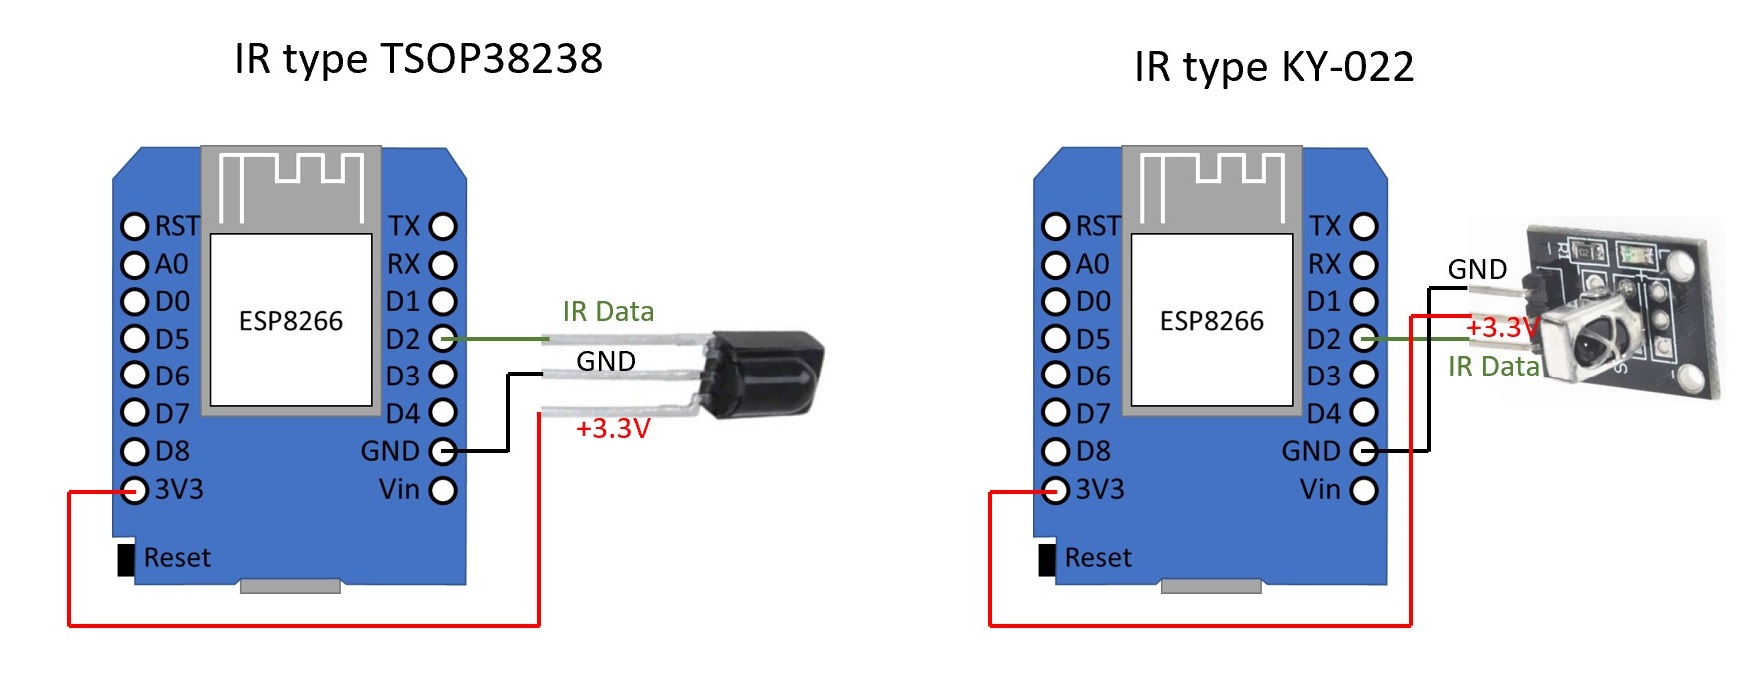 IR type TSOP38238
RST
A0
D0
D5
D6
D7
D8
3V3
Reset
ESP8266
TX
RX
D1
D2
D3
D4
GND
Vin
IR Data
GND
+3.3V
IR type KY-022
RST
A0
D0
D5
D6
D7
D8
3V3
Reset
ESP8266
TX
RX
D1
D2
D3
D4
GND
Vin
GND
+3.3V
IR Data
R1
S